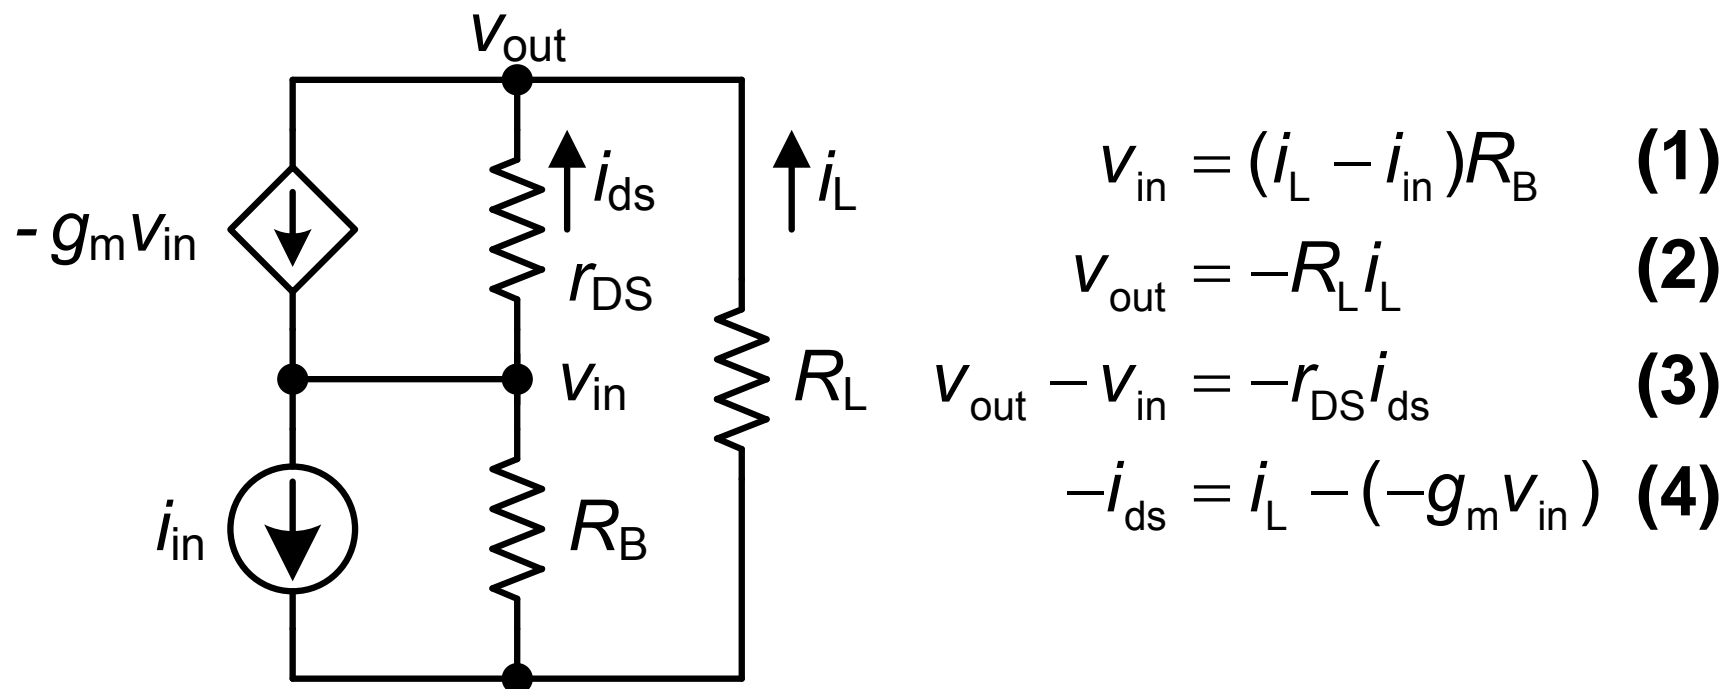 v_out
i_ds
i_L
-g_m v_in
r_DS
v_in
R_L
i_in
R_B
v_in = (i_L − i_in)R_B (1)
v_out = −R_L i_L (2)
v_out − v_in = −r_DS i_ds (3)
−i_ds = i_L − (−g_m v_in) (4)